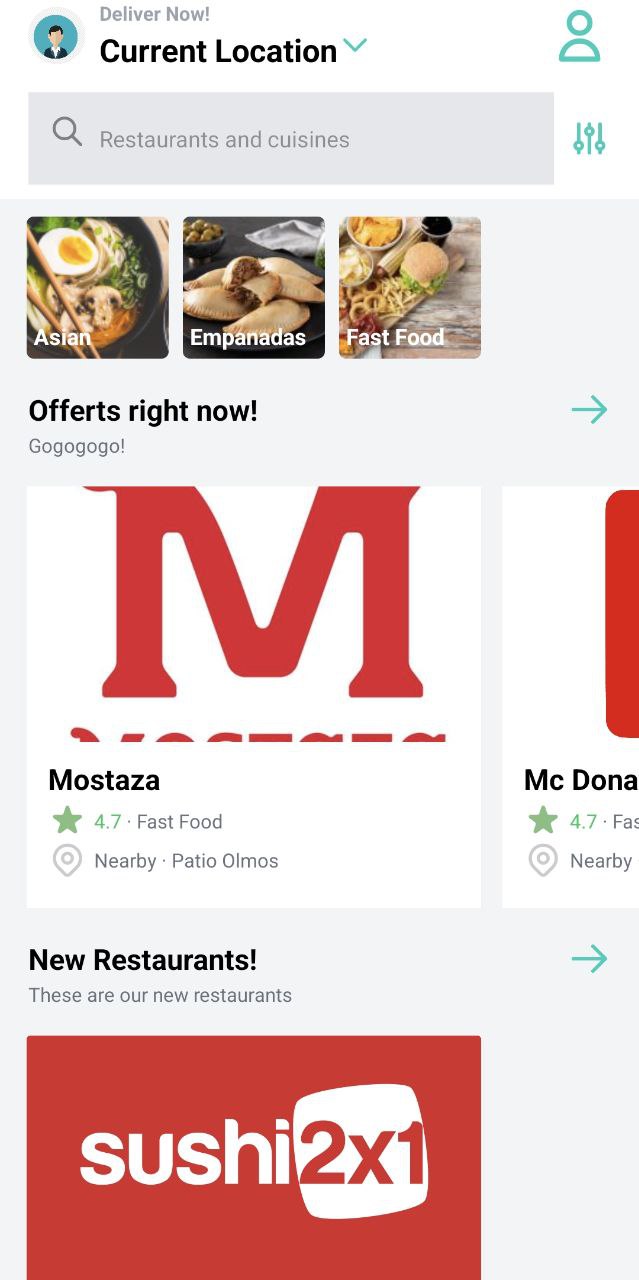 Deliver Now!
Current Location
Restaurants and cuisines
Asian
Empanadas
Fast Food
Offerts right now!
Gogogogo!
M
Mostaza
4.7 · Fast Food
Nearby · Patio Olmos
Mc Dona
4.7 · Fas
Nearby ·
New Restaurants!
These are our new restaurants
sushi2x1